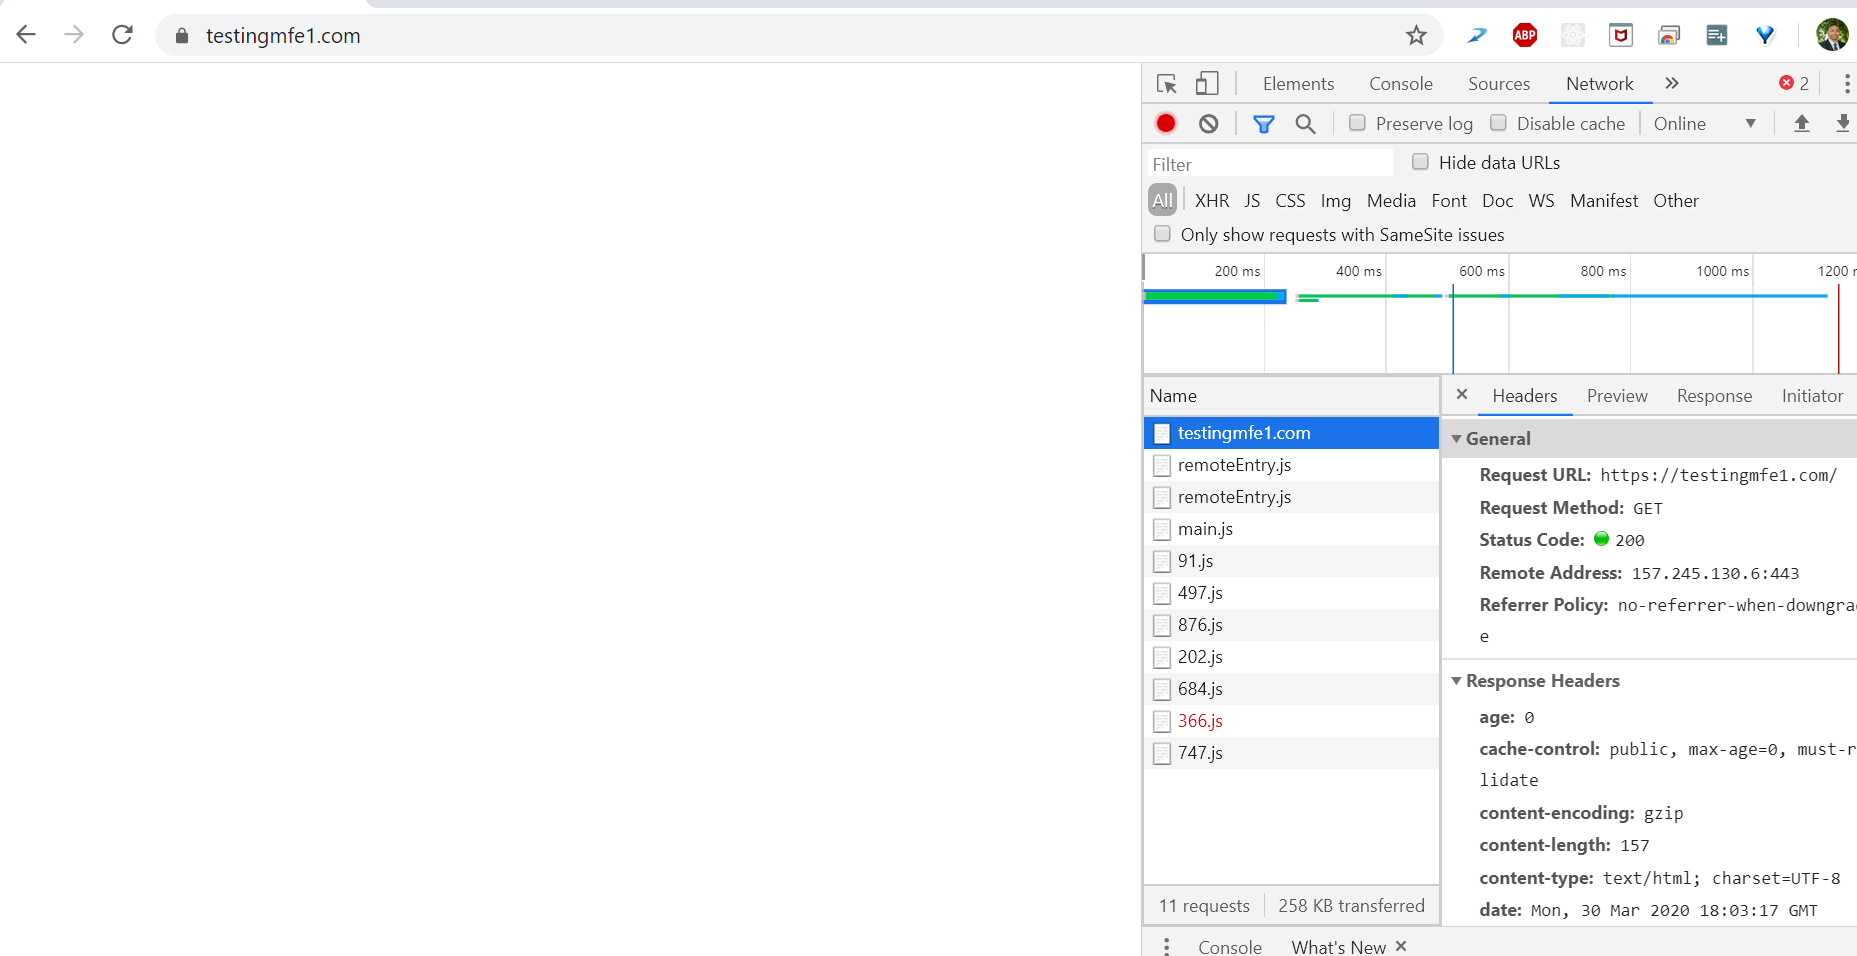 testingmfe1.com
ABP
Elements Console Sources Network » 2
Preserve log Disable cache Online
Filter Hide data URLs
All XHR JS CSS Img Media Font Doc WS Manifest Other
Only show requests with SameSite issues
200 ms 400 ms 600 ms 800 ms 1000 ms 1200 r
Name
testingmfe1.com
remoteEntry.js
remoteEntry.js
main.js
91.js
497.js
876.js
202.js
684.js
366.js
747.js
11 requests 258 KB transferred
× Headers Preview Response Initiator
General
Request URL: https://testingmfe1.com/
Request Method: GET
Status Code: 200
Remote Address: 157.245.130.6:443
Referrer Policy: no-referrer-when-downgra
e
Response Headers
age: 0
cache-control: public, max-age=0, must-r
lidate
content-encoding: gzip
content-length: 157
content-type: text/html; charset=UTF-8
date: Mon, 30 Mar 2020 18:03:17 GMT
Console What's New ×